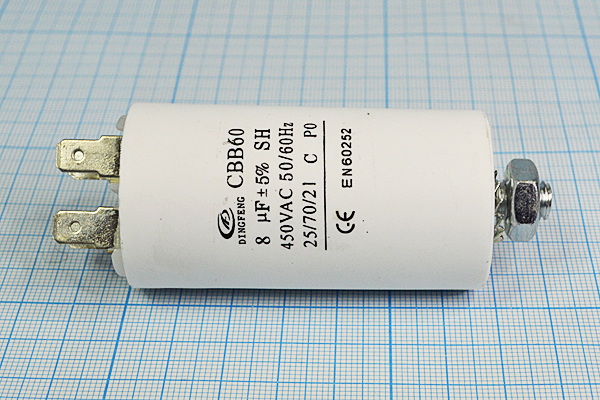 DINGFENG CBB60
8 µF±5% SH
450VAC 50/60Hz
25/70/21 C P0
CE EN60252